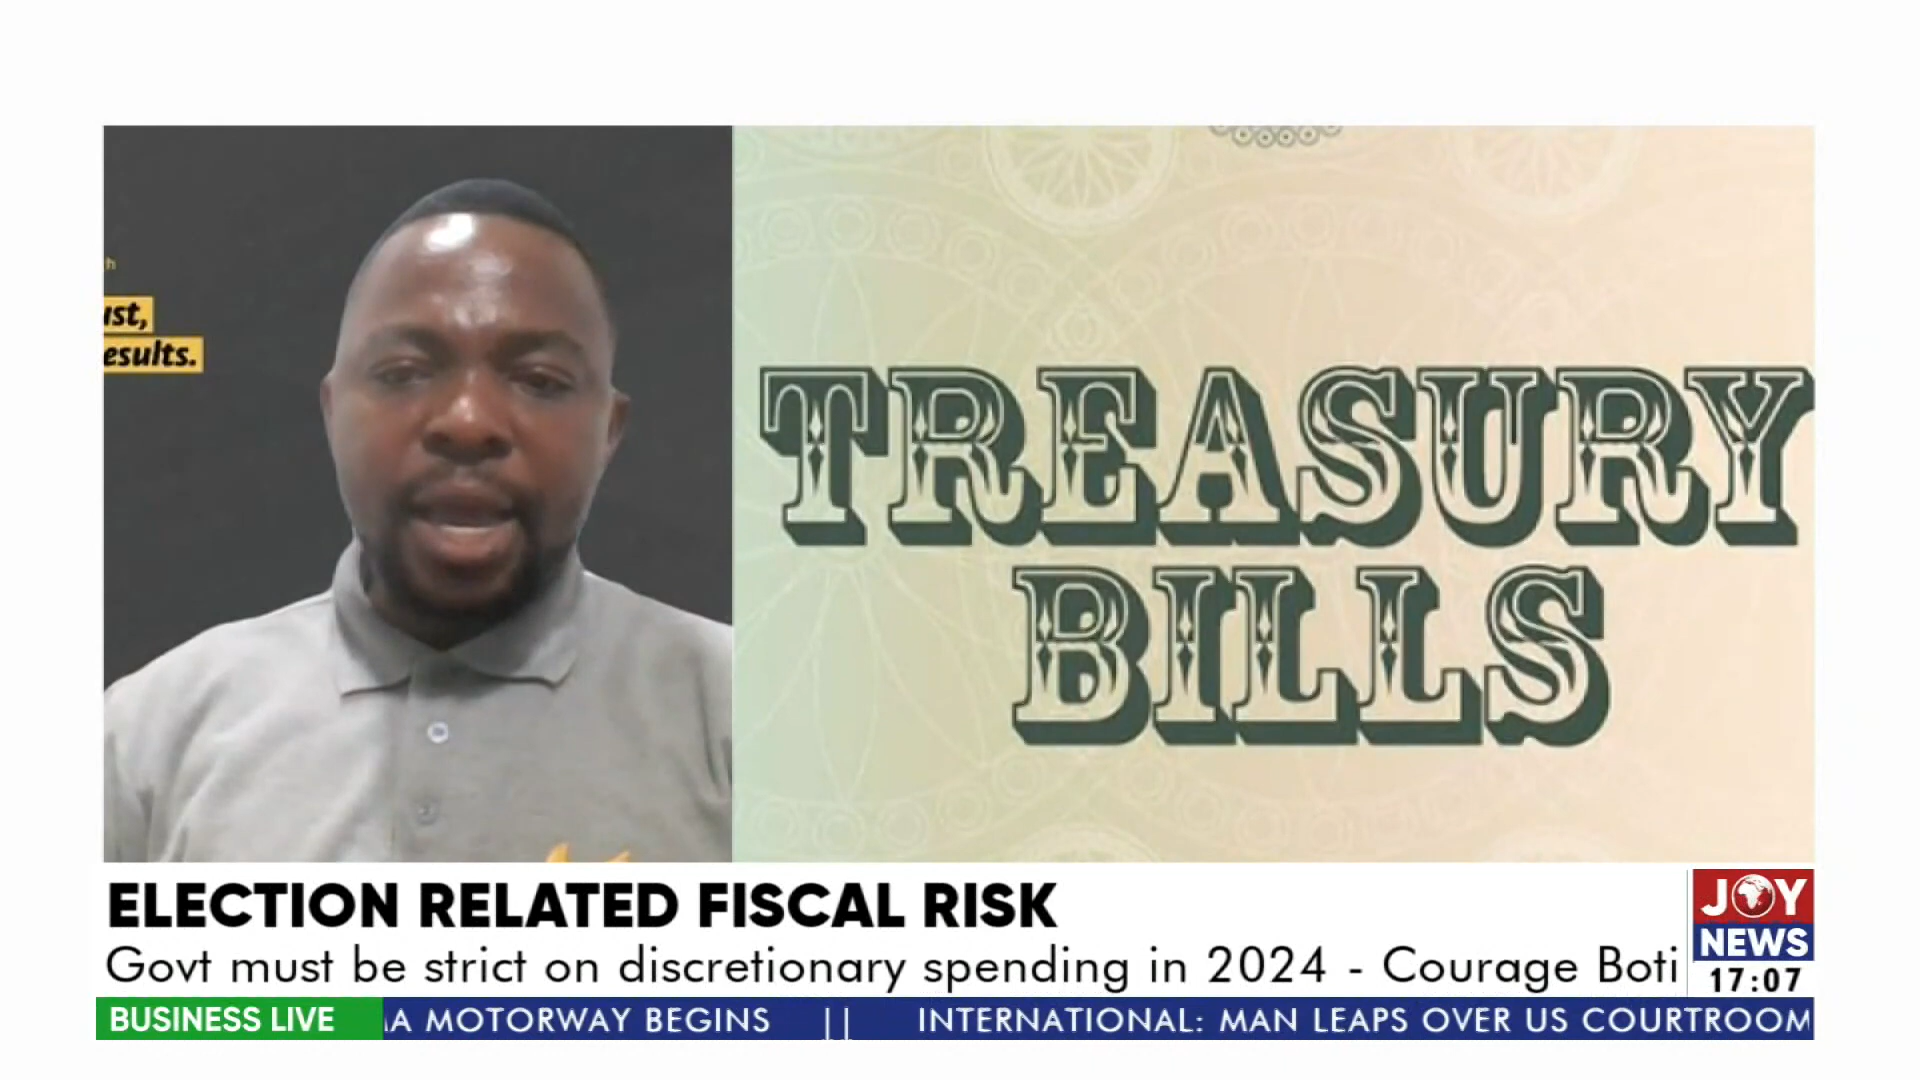 h
ust,
esults.
TREASURY
BILLS
ELECTION RELATED FISCAL RISK
Govt must be strict on discretionary spending in 2024 - Courage Boti
JOY
NEWS
17:07
BUSINESS LIVE
A MOTORWAY BEGINS || INTERNATIONAL: MAN LEAPS OVER US COURTROOM